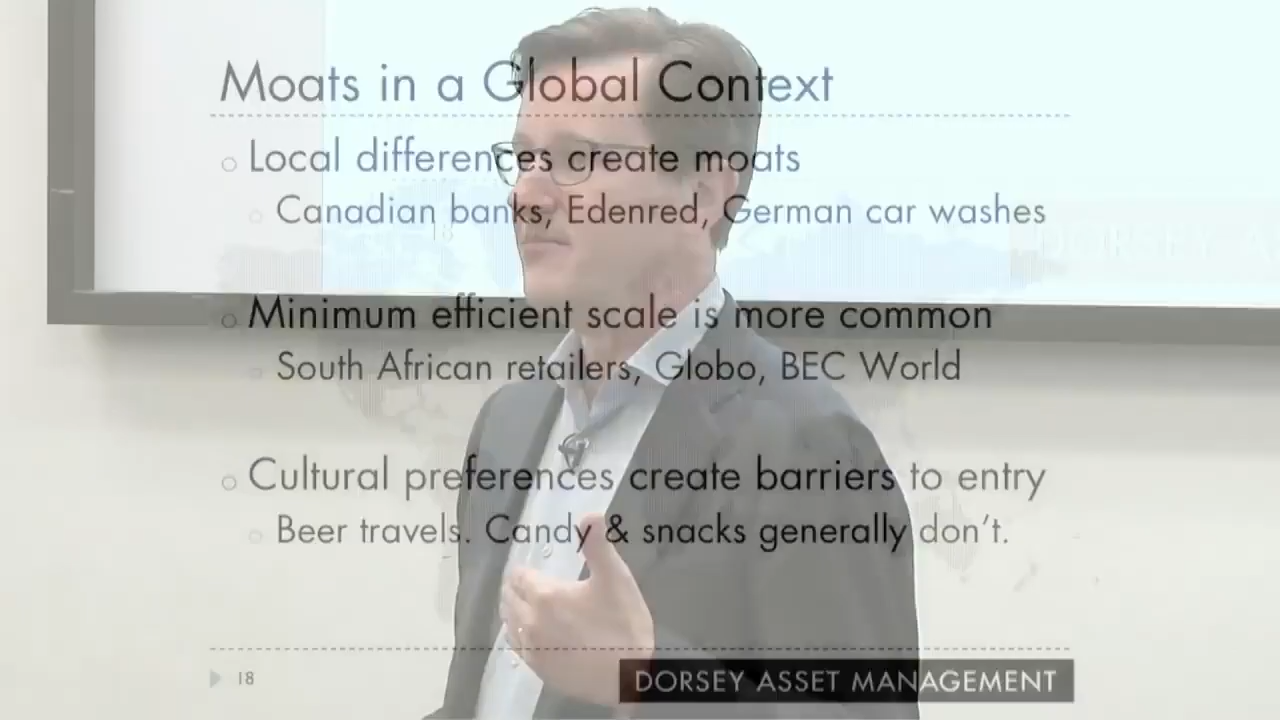 Moats in a Global Context
Local differences create moats
Canadian banks, Edenred, German car washes
18
DORSEY A
Minimum efficient scale is more common
South African retailers, Globo, BEC World
Cultural preferences create barriers to entry
Beer travels. Candy & snacks generally don't.
18
DORSEY ASSET MANAGEMENT